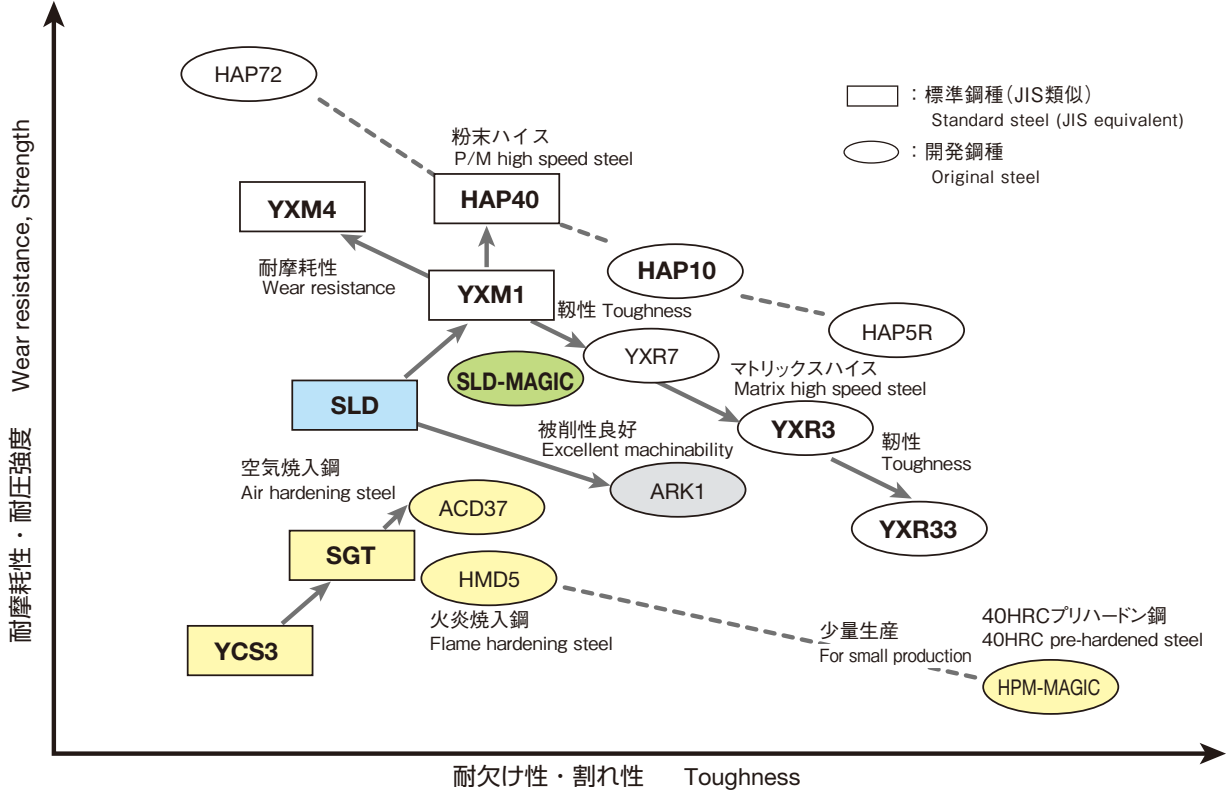 HAP72
:標準鋼種(JIS類似)
Standard steel (JIS equivalent)
:開発鋼種
Original steel
粉末ハイス
P/M high speed steel
HAP40
YXM4
耐摩耗性
Wear resistance
YXM1
HAP10
靭性 Toughness
HAP5R
YXR7
SLD-MAGIC
マトリックスハイス
Matrix high speed steel
SLD
YXR3
被削性良好
Excellent machinability
靭性
Toughness
空気焼入鋼
Air hardening steel
ARK1
ACD37
YXR33
SGT
HMD5
火炎焼入鋼
Flame hardening steel
YCS3
少量生産
For small production
40HRCプリハードン鋼
40HRC pre-hardened steel
HPM-MAGIC
耐摩耗性・耐圧強度 Wear resistance, Strength
耐欠け性・割れ性 Toughness